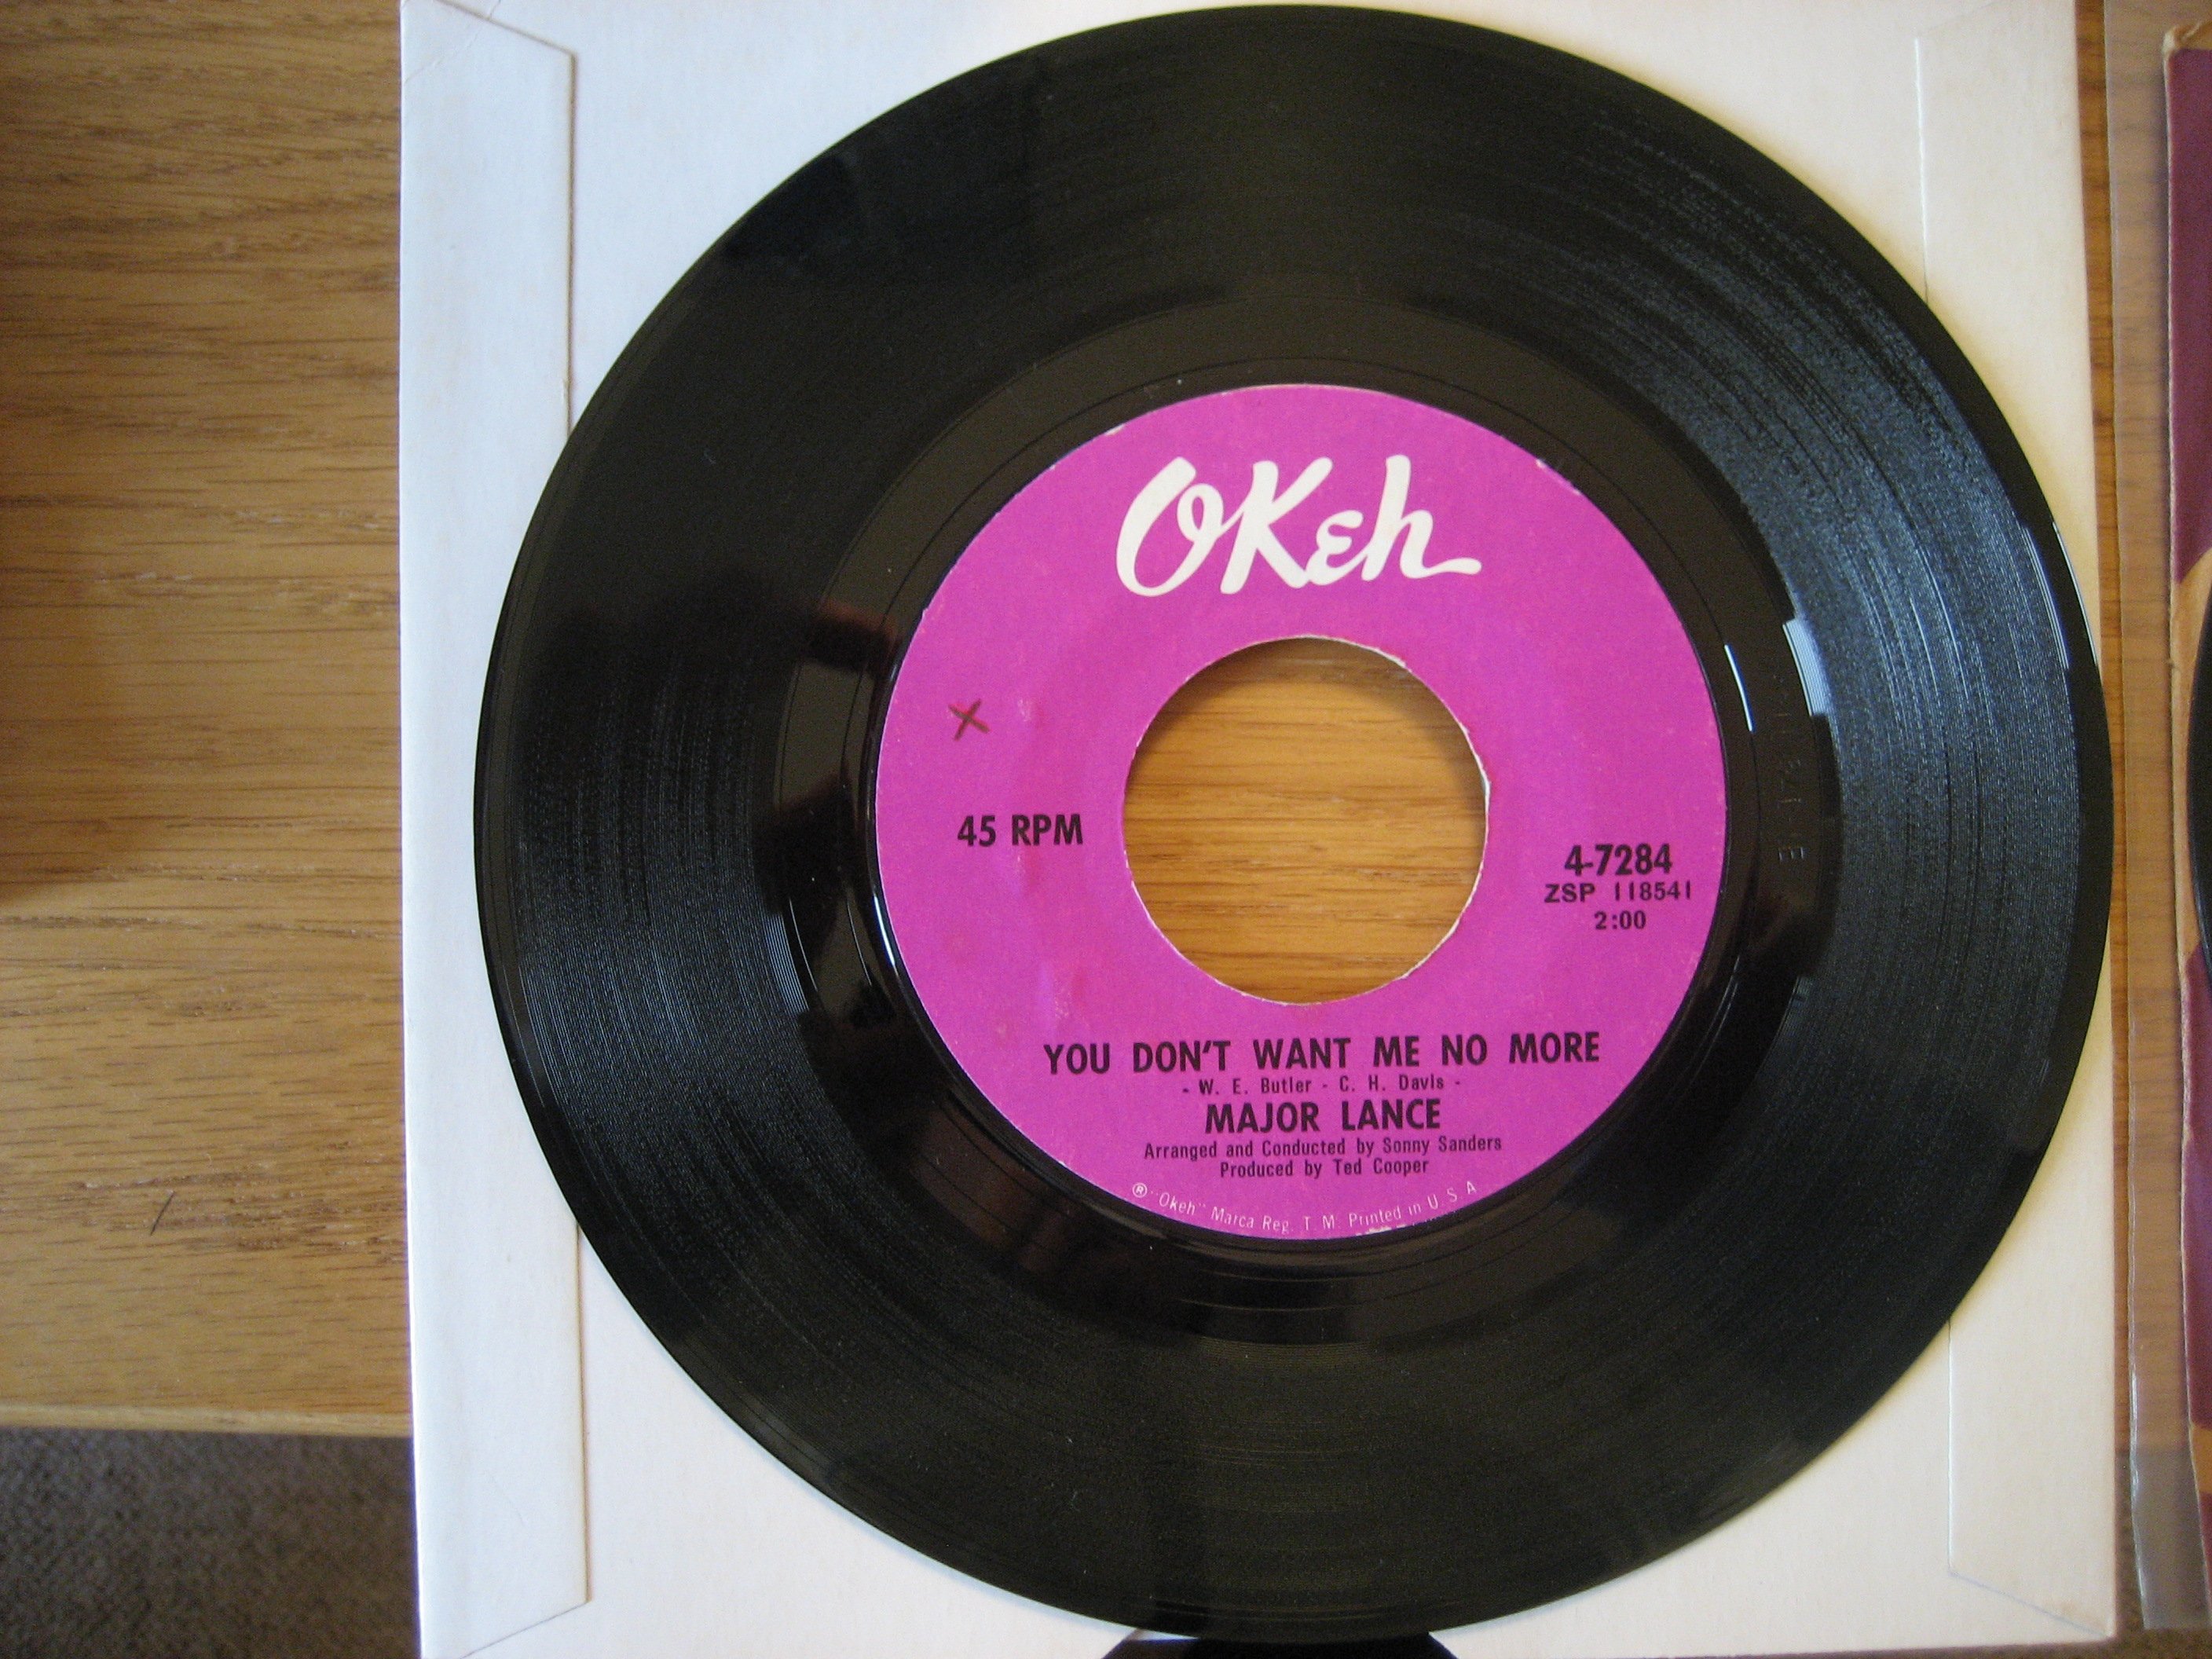 OKeh
x
45 RPM
4-7284
ZSP 118541
2:00
YOU DON'T WANT ME NO MORE
- W. E. Butler - C. H. Davis -
MAJOR LANCE
Arranged and Conducted by Sonny Sanders
Produced by Ted Cooper
® "Okeh" Marca Reg. T. M. Printed in U. S. A